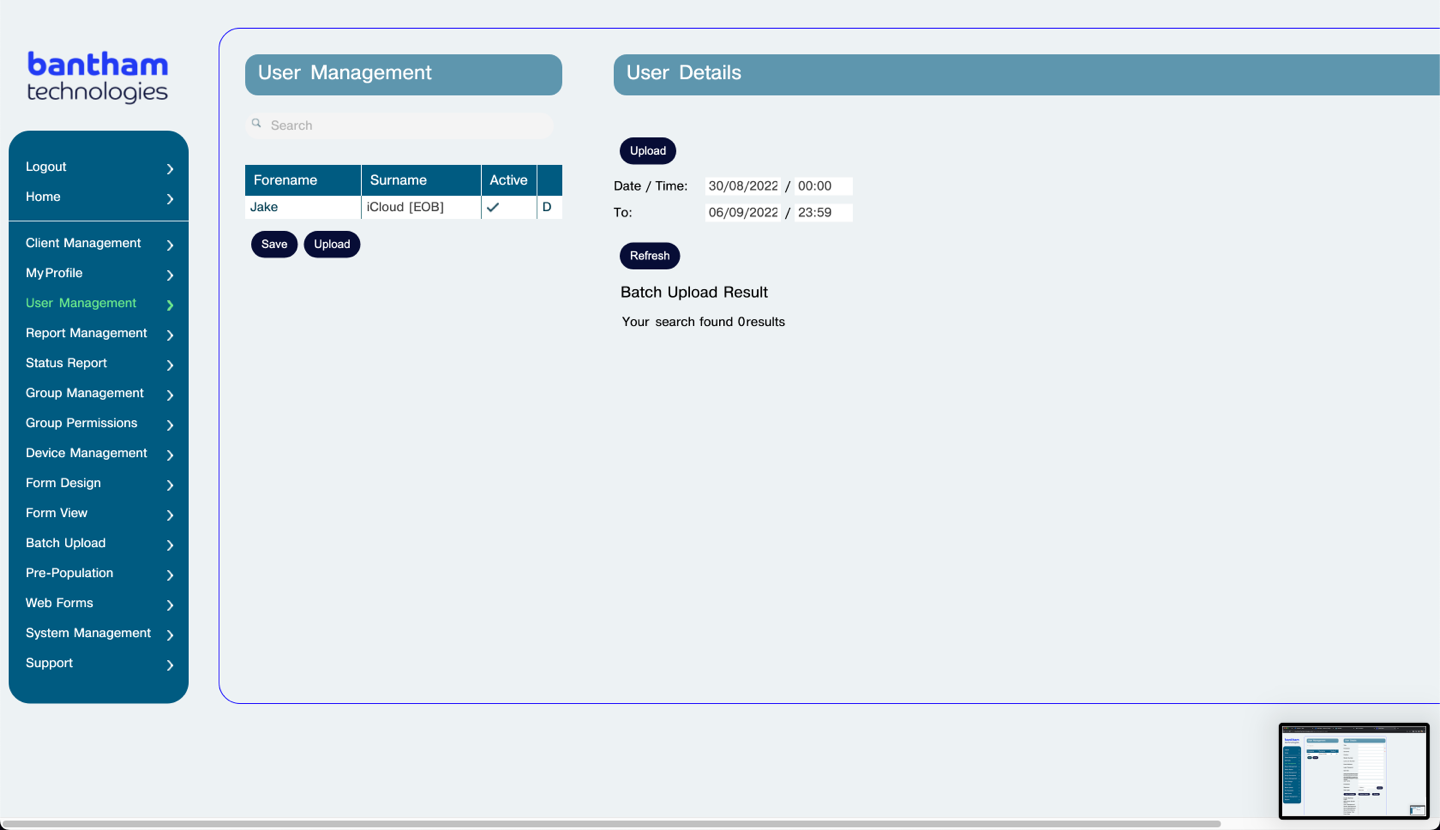 bantham
technologies
Logout
Home
Client Management
My Profile
User Management
Report Management
Status Report
Group Management
Group Permissions
Device Management
Form Design
Form View
Batch Upload
Pre-Population
Web Forms
System Management
Support
User Management
Search
Forename Surname Active
Jake iCloud [EOB] D
Save Upload
User Details
Upload
Date / Time: 30/08/2022 / 00:00
To: 06/09/2022 / 23:59
Refresh
Batch Upload Result
Your search found 0results
bantham